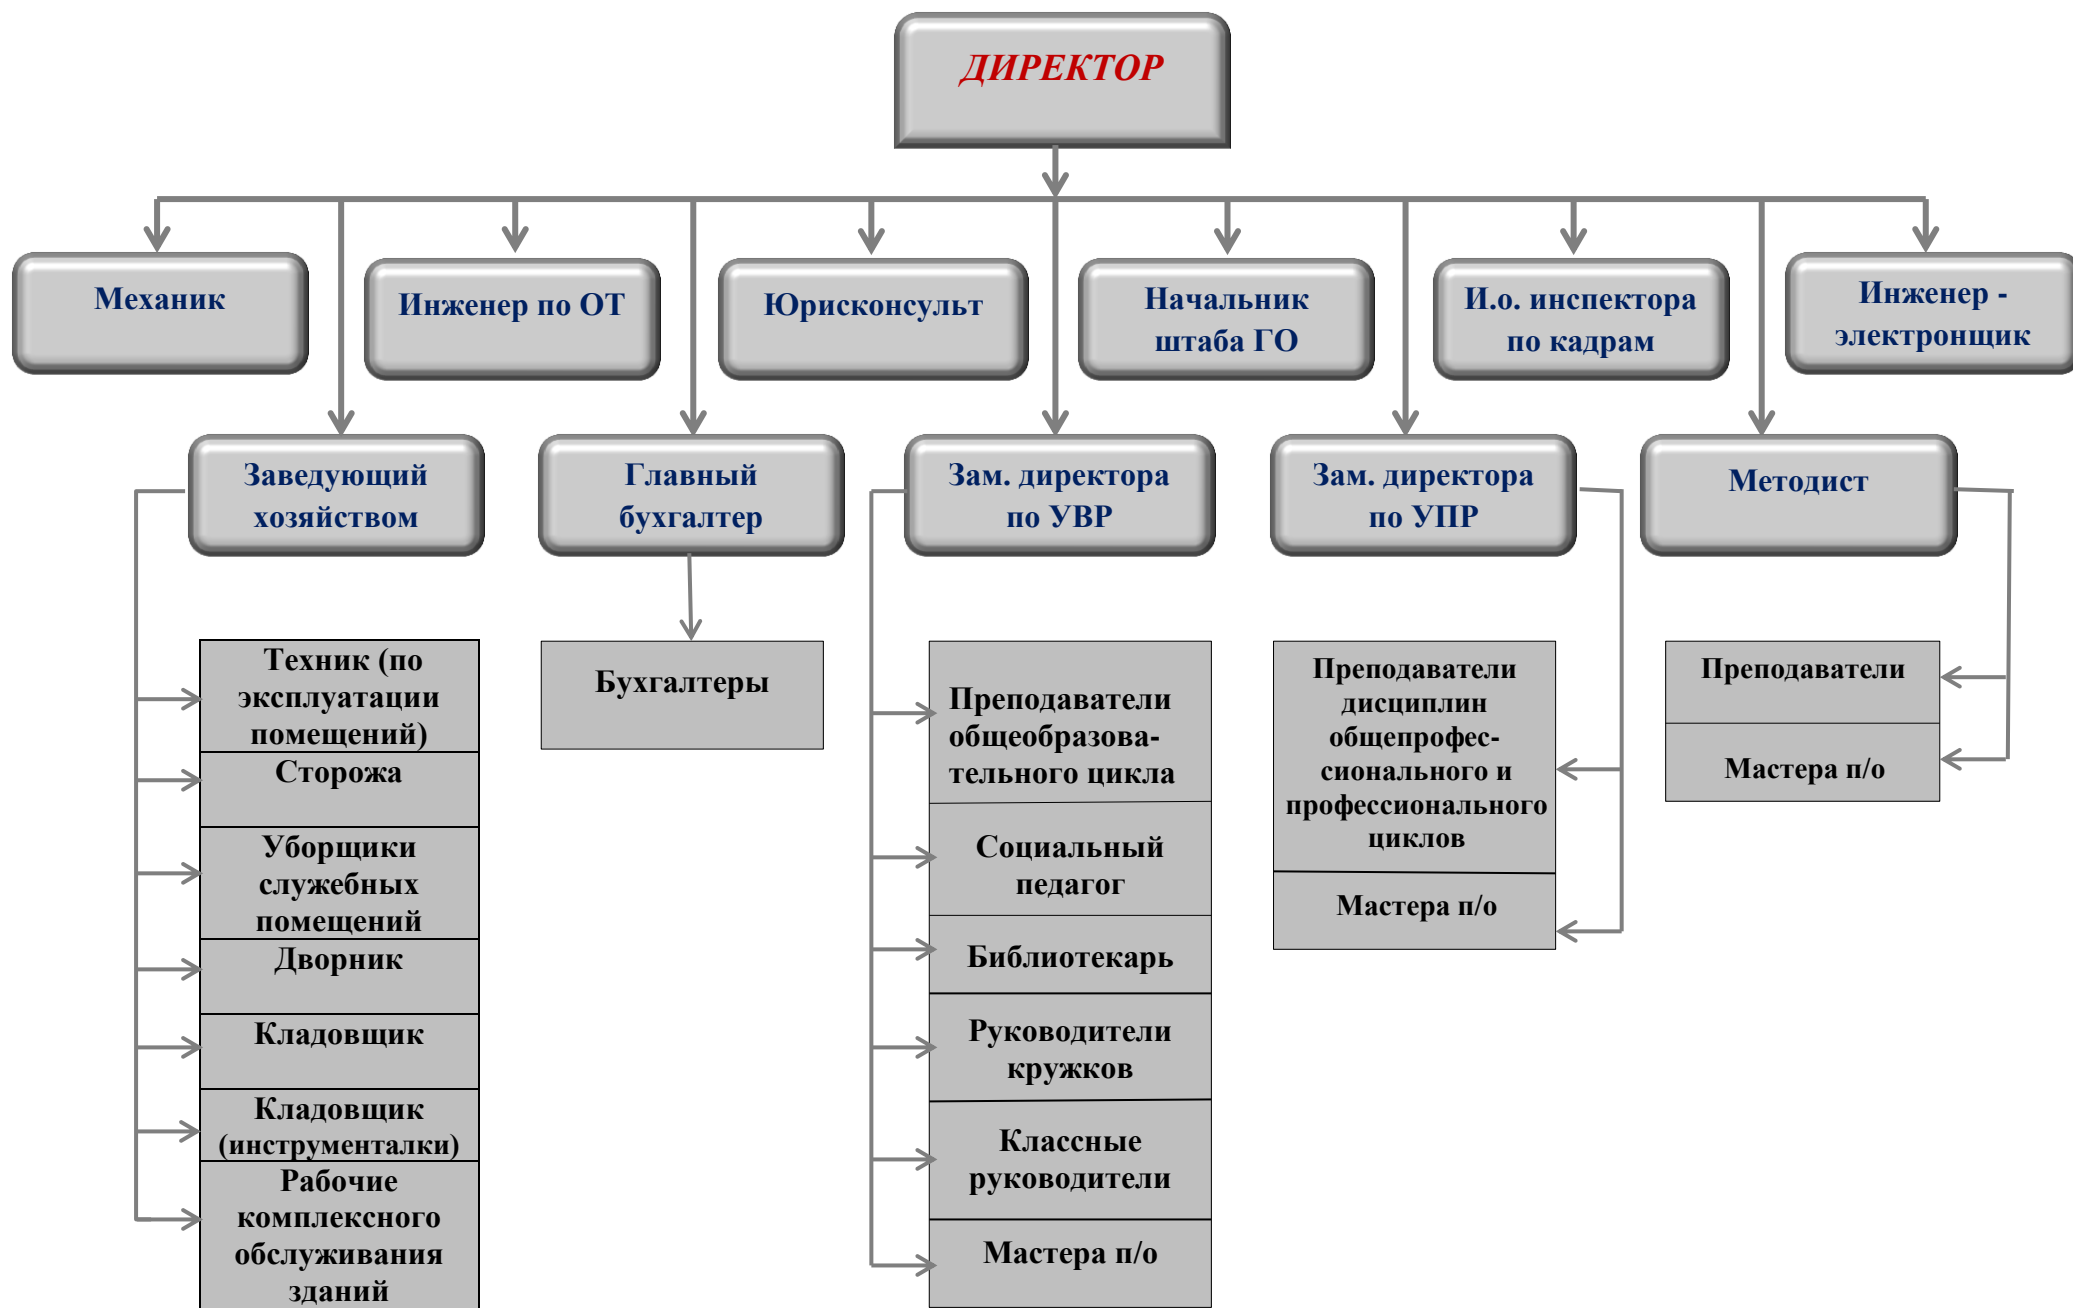 ДИРЕКТОР
Механик
Инженер по ОТ
Юрисконсульт
Начальник
штаба ГО
И.о. инспектора
по кадрам
Инженер -
электронщик
Заведующий
хозяйством
Главный
бухгалтер
Зам. директора
по УВР
Зам. директора
по УПР
Методист
Техник (по
эксплуатации
помещений)
Сторожа
Уборщики
служебных
помещений
Дворник
Кладовщик
Кладовщик
(инструменталки)
Рабочие
комплексного
обслуживания
зданий
Бухгалтеры
Преподаватели
общеобразова-
тельного цикла
Социальный
педагог
Библиотекарь
Руководители
кружков
Классные
руководители
Мастера п/о
Преподаватели
дисциплин
общепрофес-
сионального и
профессионального
циклов
Мастера п/о
Преподаватели
Мастера п/о